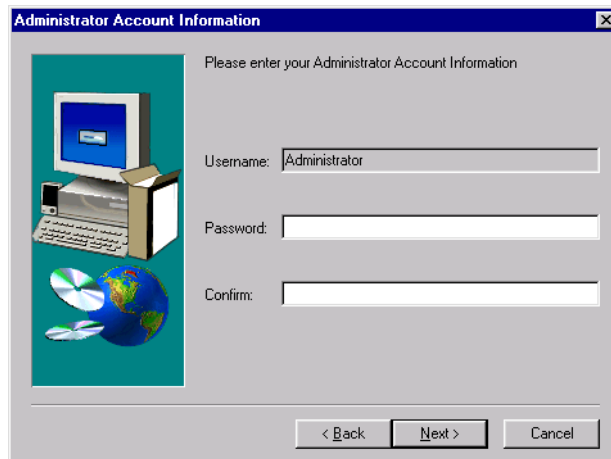 Administrator Account Information
Please enter your Administrator Account Information
Username: Administrator
Password:
Confirm:
< Back Next > Cancel